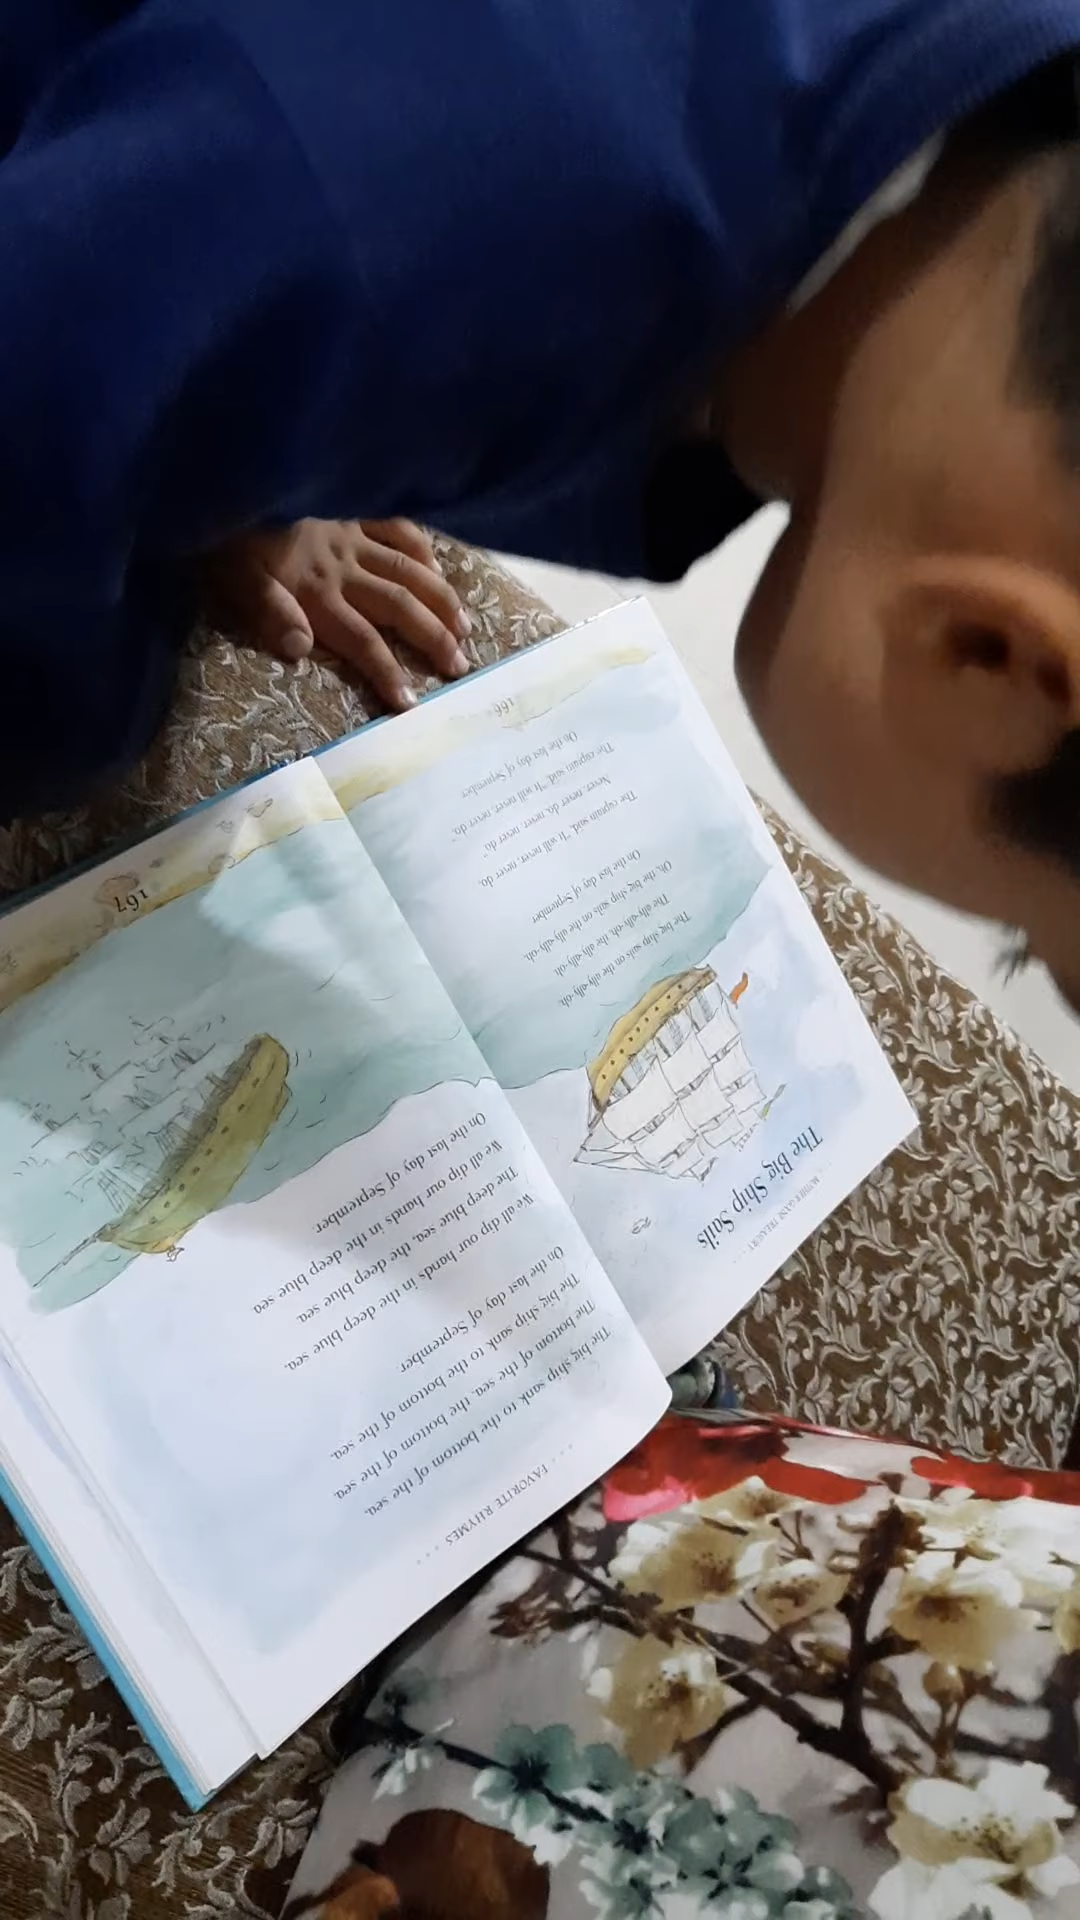 MOTHER GOOSE TREASURY
The Big Ship Sails
The big ship sails on the ally-ally-oh,
The ally-ally-oh, the ally-ally-oh.
Oh, the big ship sails on the ally-ally-oh,
On the last day of September.
The captain said, "It will never, never do,
Never, never do, never, never do."
The captain said, "It will never, never do,"
On the last day of September.
166
FAVORITE RHYMES
The big ship sank to the bottom of the sea,
The bottom of the sea, the bottom of the sea.
The big ship sank to the bottom of the sea,
On the last day of September.
We all dip our hands in the deep blue sea,
The deep blue sea, the deep blue sea.
We all dip our hands in the deep blue sea
On the last day of September.
167